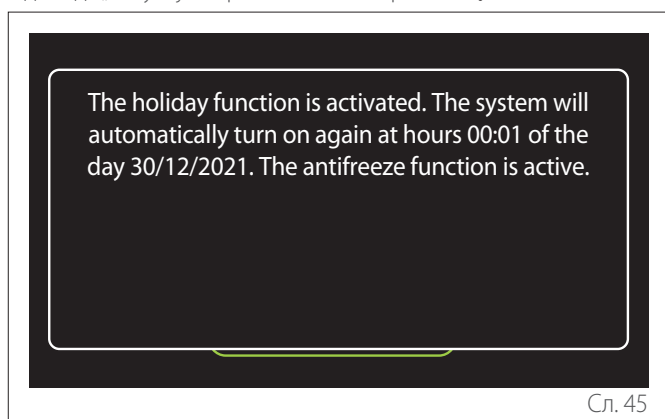 The holiday function is activated. The system will
automatically turn on again at hours 00:01 of the
day 30/12/2021. The antifreeze function is active.
Сл. 45